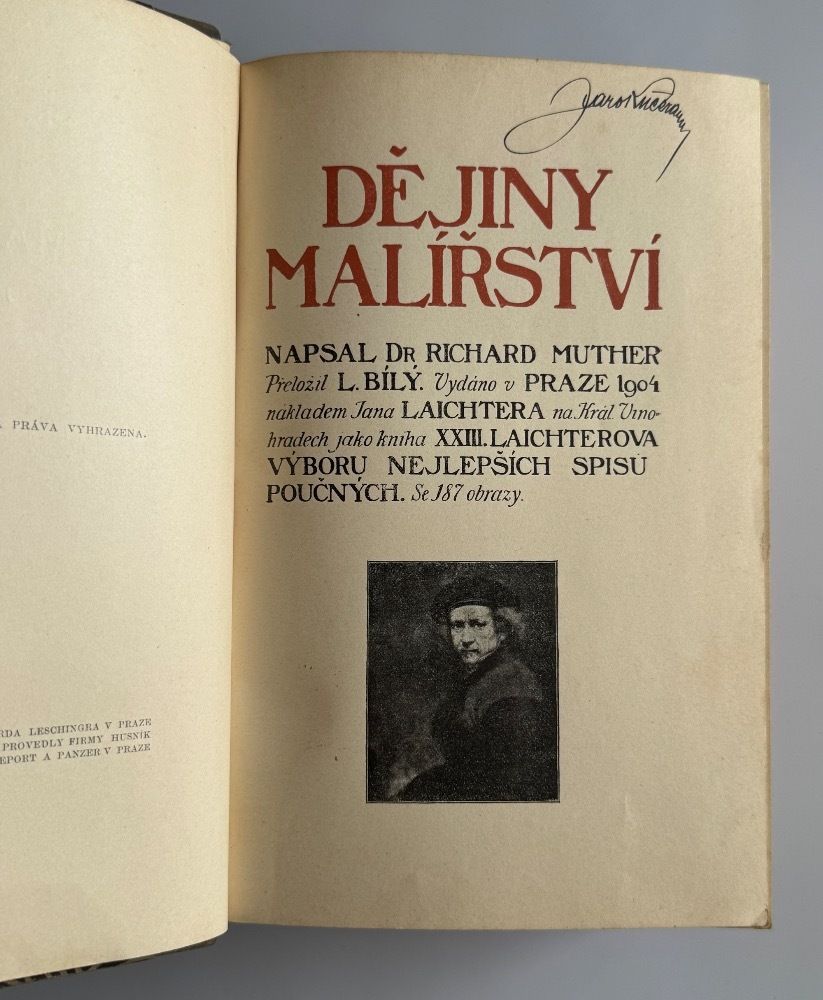 PRÁVA VYHRAZENA.
LESCHINGRA V PRAZE
PROVEDLY FIRMY HUSNÍK
A PANZER V PRAZE
DĚJINY
MALÍŘSTVÍ
NAPSAL DR RICHARD MUTHER
Přeložil L. BÍLÝ. Vydáno v PRAZE 1904
nákladem Jana LAICHTERA na Král. Vino-
hradech jako kniha XXIII. LAICHTEROVA
VÝBORU NEJLEPŠÍCH SPISŮ
POUČNÝCH. Se 187 obrazy.